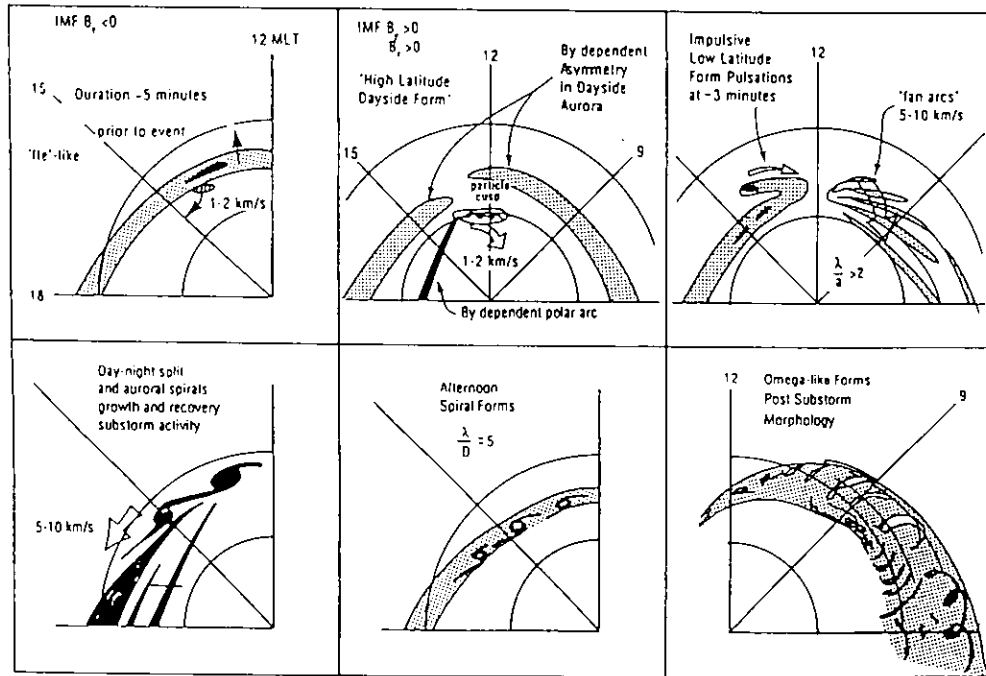 IMF B, <0
12 MLT
15
Duration ~5 minutes
prior to event
-like
1-2 km/s
18
IMF B, >0
B, >0
"High Latitude
Dayside Form"
12
By dependent
Asymmetry
in Dayside
Aurora
15
9
particle
cusp
1-2 km/s
By dependent polar arc
Impulsive
Low Latitude
Form Pulsations
at ~3 minutes
12
"fan arcs"
5-10 km/s
λ/a >2
Day-night split
and auroral spirals
growth and recovery
substorm activity
5-10 km/s
Afternoon
Spiral Forms
λ/D = 5
12
Omega-like Forms
Post Substorm
Morphology
9